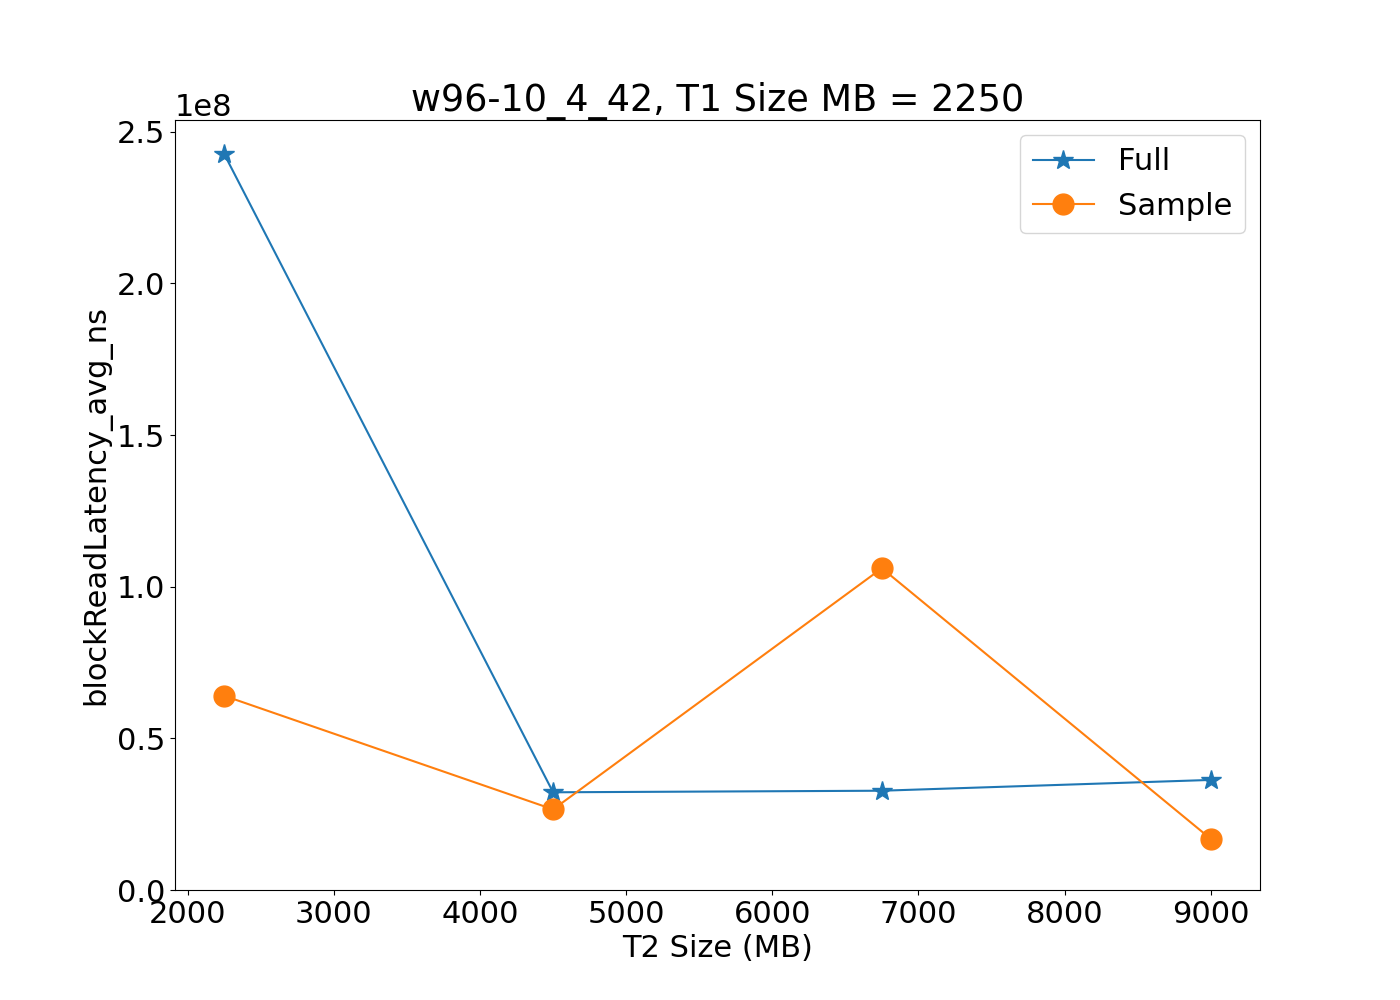 w96-10_4_42, T1 Size MB = 2250
1e8
2.5
2.0
1.5
1.0
0.5
0.0
blockReadLatency_avg_ns
Full
Sample
2000 3000 4000 5000 6000 7000 8000 9000
T2 Size (MB)